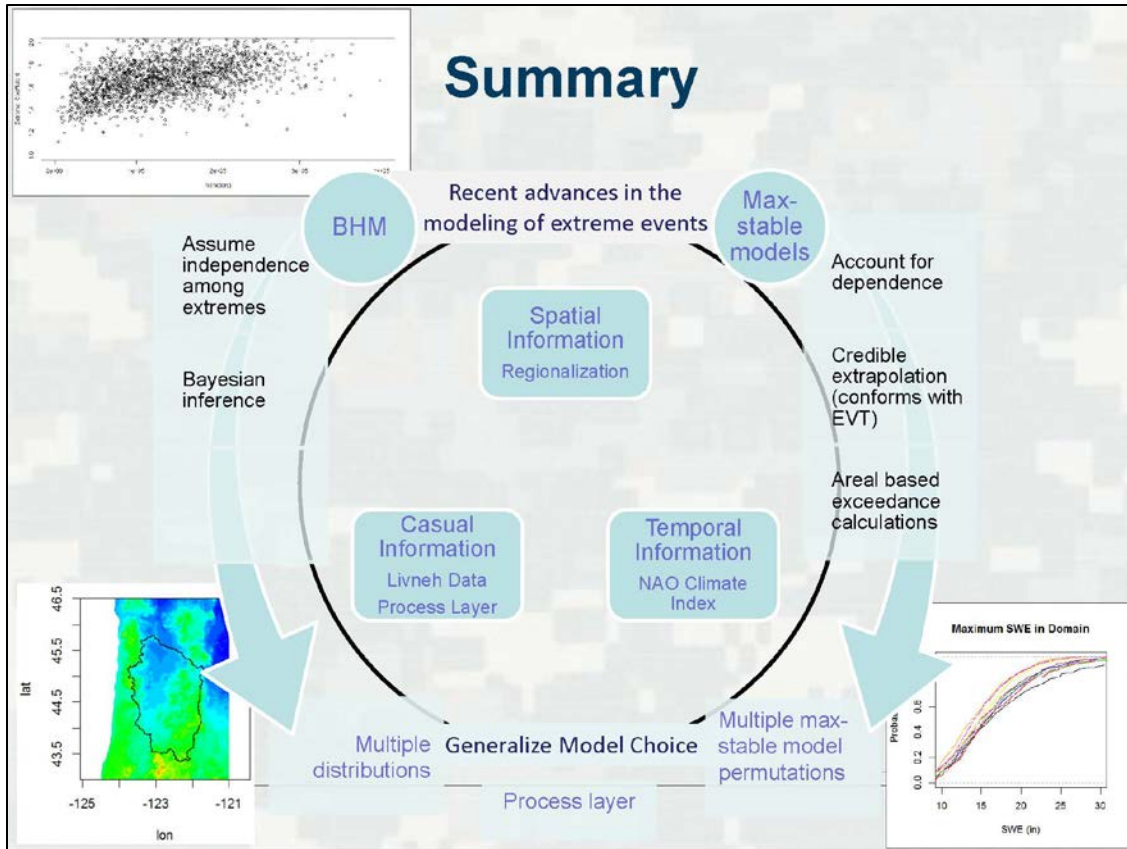 Summary
Recent advances in the
modeling of extreme events
BHM
Max-
stable
models
Assume
independence
among
extremes
Bayesian
inference
Account for
dependence
Credible
extrapolation
(conforms with
EVT)
Areal based
exceedance
calculations
Spatial
Information
Regionalization
Casual
Information
Livneh Data
Process Layer
Temporal
Information
NAO Climate
Index
Multiple
distributions
Generalize Model Choice
Multiple max-
stable model
permutations
Process layer
46.5
45.5
44.5
43.5
lat
-125
-123
-121
lon
Maximum SWE in Domain
0.6
0.4
0.2
0.0
10
15
20
25
30
SWE (in)